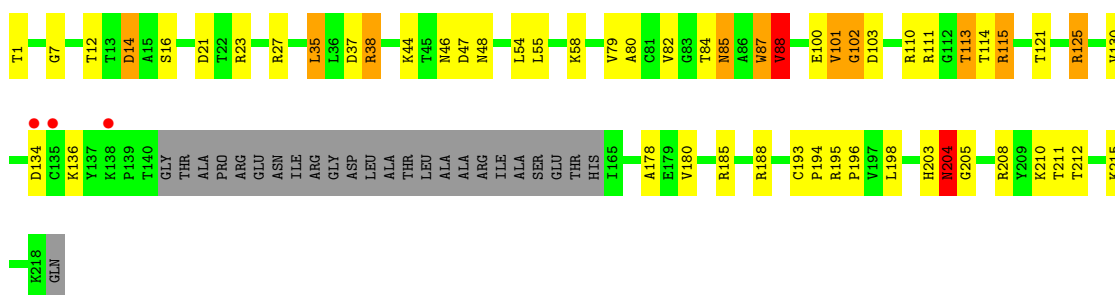 T1 G7 T12 T13 D14 A15 S16 D21 T22 R23 R27 L35 L36 D37 R38 K44 T45 N46 D47 N48 L54 L55 K58 V79 A80 C81 V82 G83 T84 N85 A86 W87 V88 E100 V101 G102 D103 R110 R111 G112 T113 T114 R115 T121 R125
D134 C135 K136 Y137 K138 P139 T140 GLY THR ALA PRO ARG GLU ASN ILE ARG GLY ASP LEU ALA THR LEU ALA ALA ARG ILE ALA SER GLU THR HIS I165 A178 E179 V180 R185 R188 C193 P194 R195 P196 V197 L198 H203 N204 G205 R208 Y209 K210 T211 T212 K215
K218 GLN